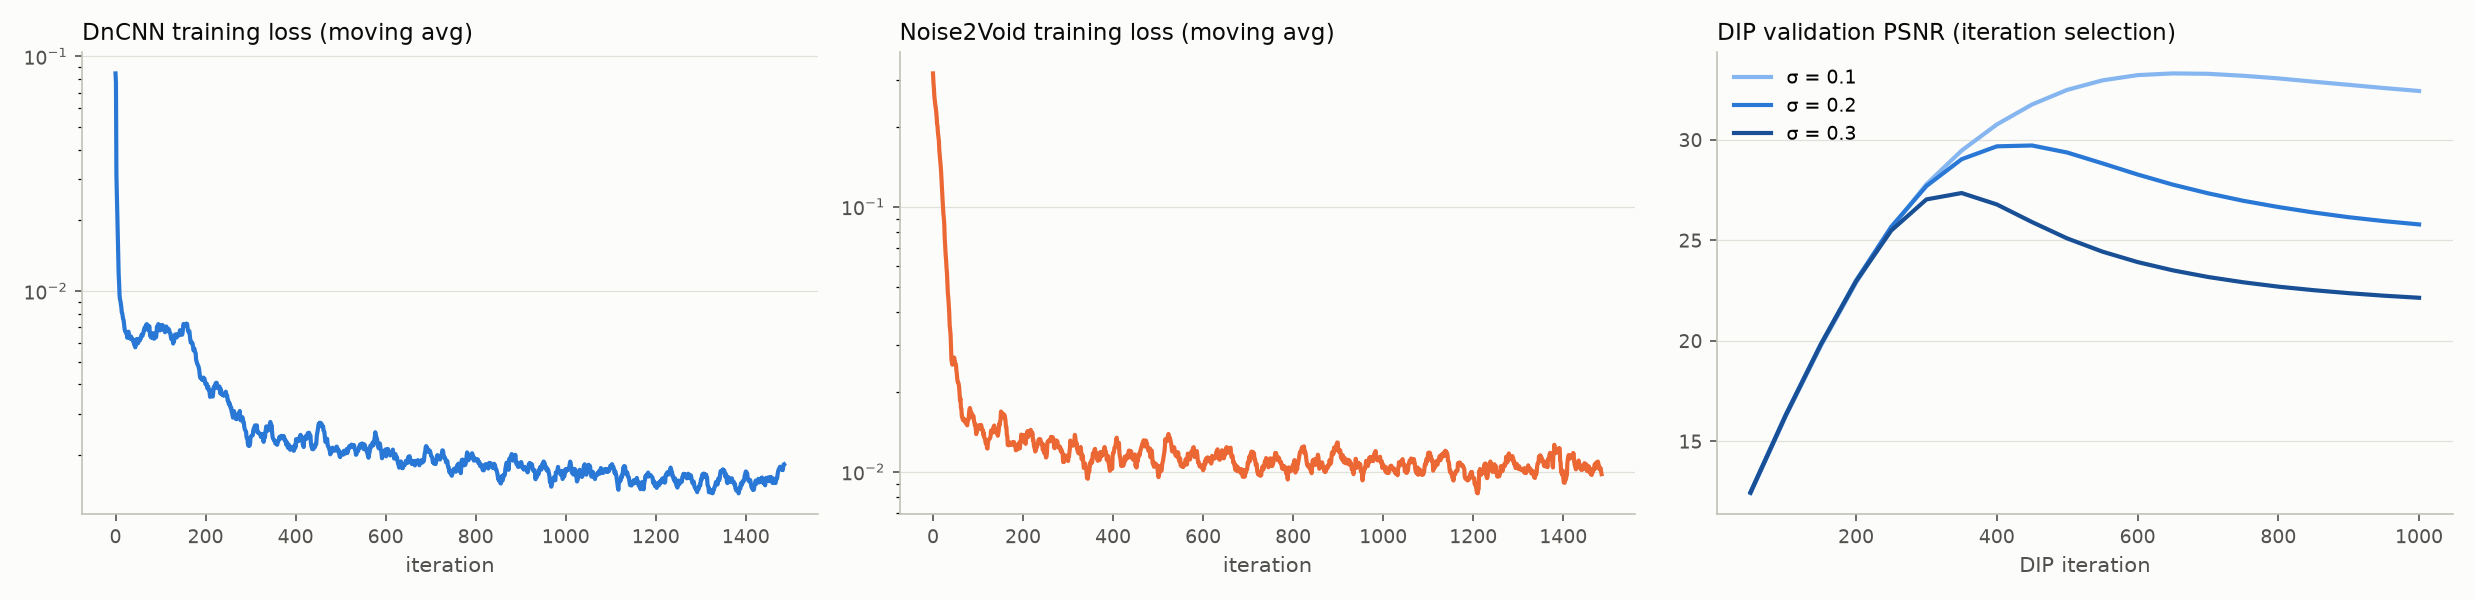 DnCNN training loss (moving avg)
10⁻¹
10⁻²
0 200 400 600 800 1000 1200 1400
iteration
Noise2Void training loss (moving avg)
10⁻¹
10⁻²
0 200 400 600 800 1000 1200 1400
iteration
DIP validation PSNR (iteration selection)
σ = 0.1
σ = 0.2
σ = 0.3
30
25
20
15
200 400 600 800 1000
DIP iteration